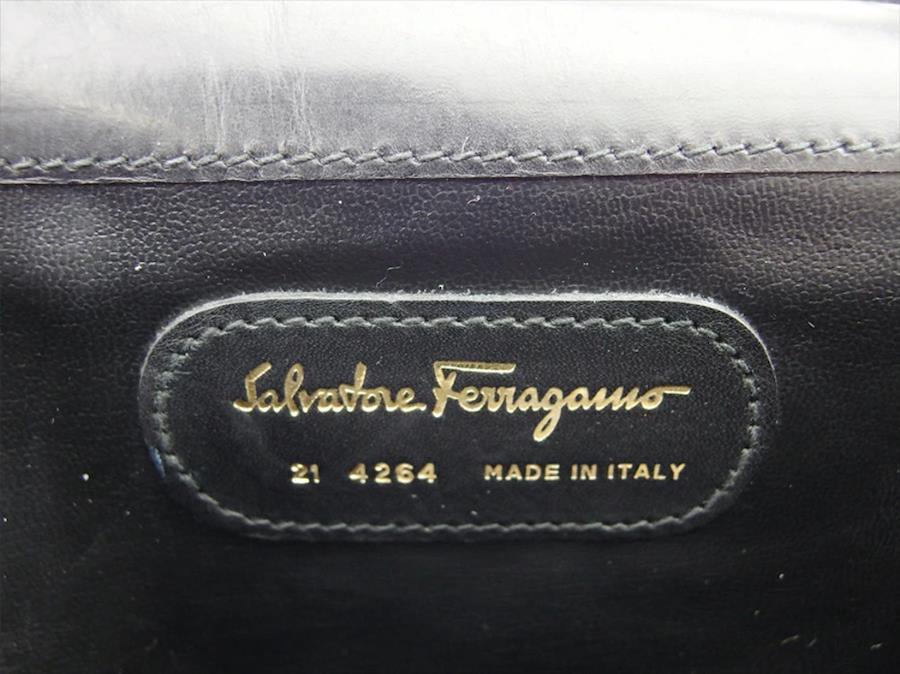 Salvatore Ferragamo
21 4264 MADE IN ITALY